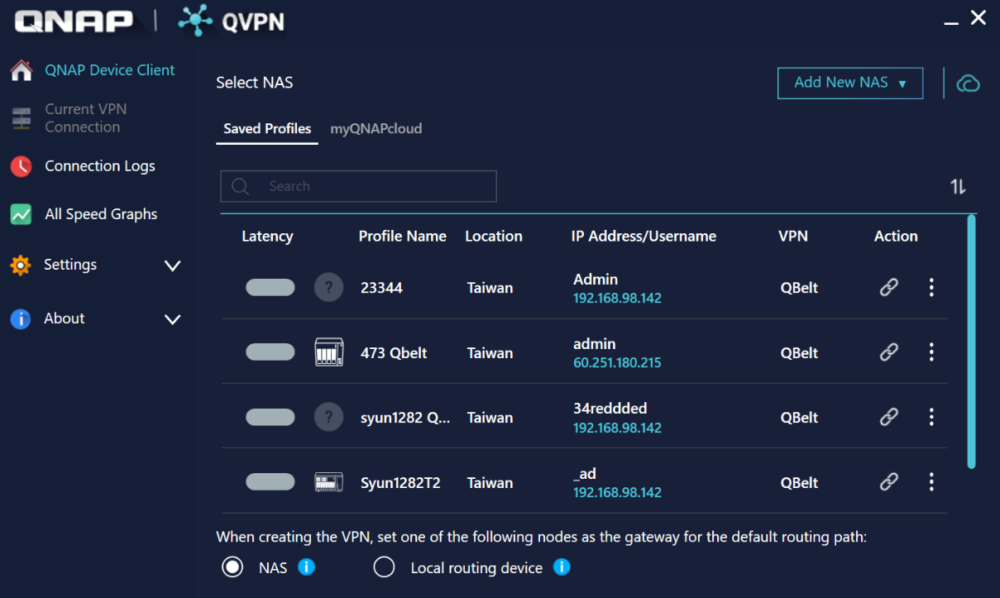 QNAP | QVPN
QNAP Device Client
Current VPN
Connection
Connection Logs
All Speed Graphs
Settings
About
Select NAS
Add New NAS ▼
Saved Profiles myQNAPcloud
Search
Latency Profile Name Location IP Address/Username VPN Action
? 23344 Taiwan Admin QBelt
192.168.98.142
473 Qbelt Taiwan admin QBelt
60.251.180.215
? syun1282 Q... Taiwan 34reddded QBelt
192.168.98.142
Syun1282T2 Taiwan _ad QBelt
192.168.98.142
When creating the VPN, set one of the following nodes as the gateway for the default routing path:
NAS i Local routing device i